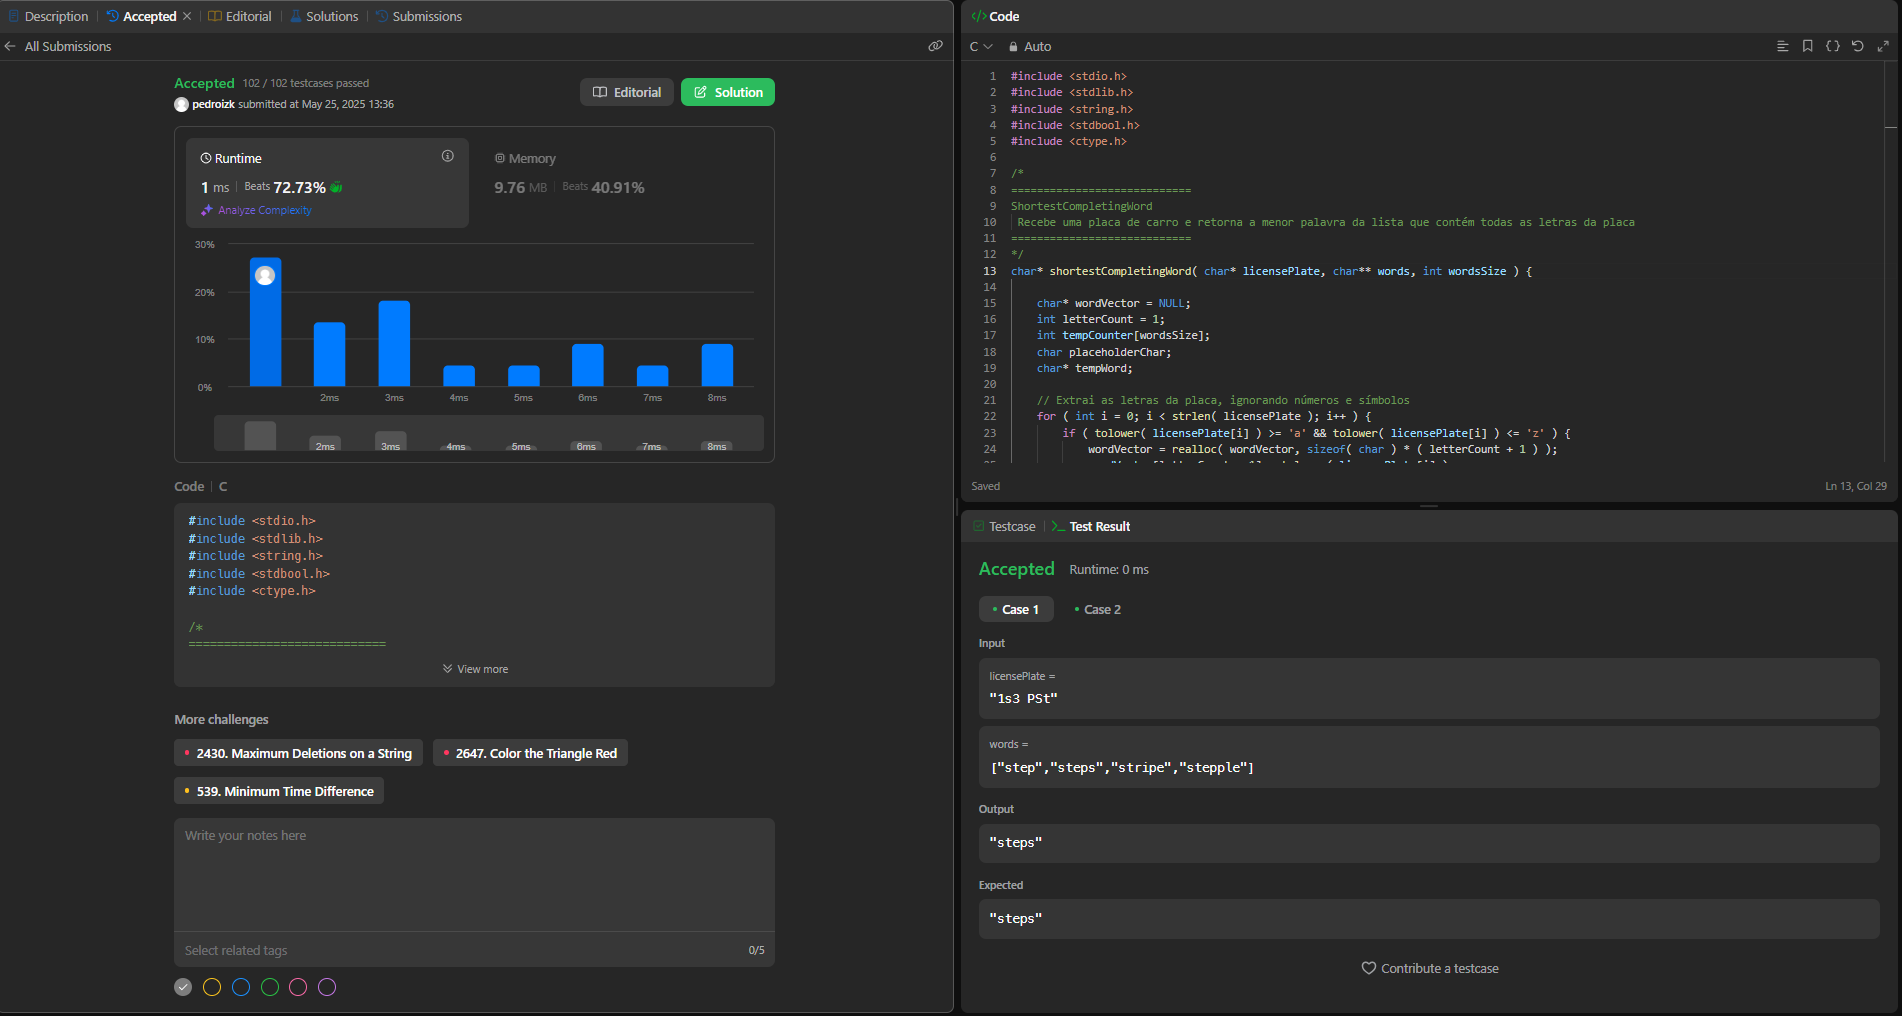 Description
Accepted
Editorial
Solutions
Submissions
All Submissions
Accepted 102 / 102 testcases passed
pedroizk submitted at May 25, 2025 13:36
Editorial
Solution
Runtime
1 ms Beats 72.73%
Analyze Complexity
Memory
9.76 MB Beats 40.91%
30%
20%
10%
0%
2ms 3ms 4ms 5ms 6ms 7ms 8ms
2ms 3ms 4ms 5ms 6ms 7ms 8ms
Code C
#include <stdio.h>
#include <stdlib.h>
#include <string.h>
#include <stdbool.h>
#include <ctype.h>
/*
============================
View more
More challenges
2430. Maximum Deletions on a String
2647. Color the Triangle Red
539. Minimum Time Difference
Write your notes here
Select related tags 0/5
</> Code
C Auto
1 #include <stdio.h>
2 #include <stdlib.h>
3 #include <string.h>
4 #include <stdbool.h>
5 #include <ctype.h>
6
7 /*
8 ============================
9 ShortestCompletingWord
10 Recebe uma placa de carro e retorna a menor palavra da lista que contém todas as letras da placa
11 ============================
12 */
13 char* shortestCompletingWord( char* licensePlate, char** words, int wordsSize ) {
14
15 char* wordVector = NULL;
16 int letterCount = 1;
17 int tempCounter[wordsSize];
18 char placeholderChar;
19 char* tempWord;
20
21 // Extrai as letras da placa, ignorando números e símbolos
22 for ( int i = 0; i < strlen( licensePlate ); i++ ) {
23 if ( tolower( licensePlate[i] ) >= 'a' && tolower( licensePlate[i] ) <= 'z' ) {
24 wordVector = realloc( wordVector, sizeof( char ) * ( letterCount + 1 ) );
Saved
Ln 13, Col 29
Testcase
Test Result
Accepted Runtime: 0 ms
Case 1
Case 2
Input
licensePlate =
"1s3 PSt"
words =
["step","steps","stripe","stepple"]
Output
"steps"
Expected
"steps"
Contribute a testcase